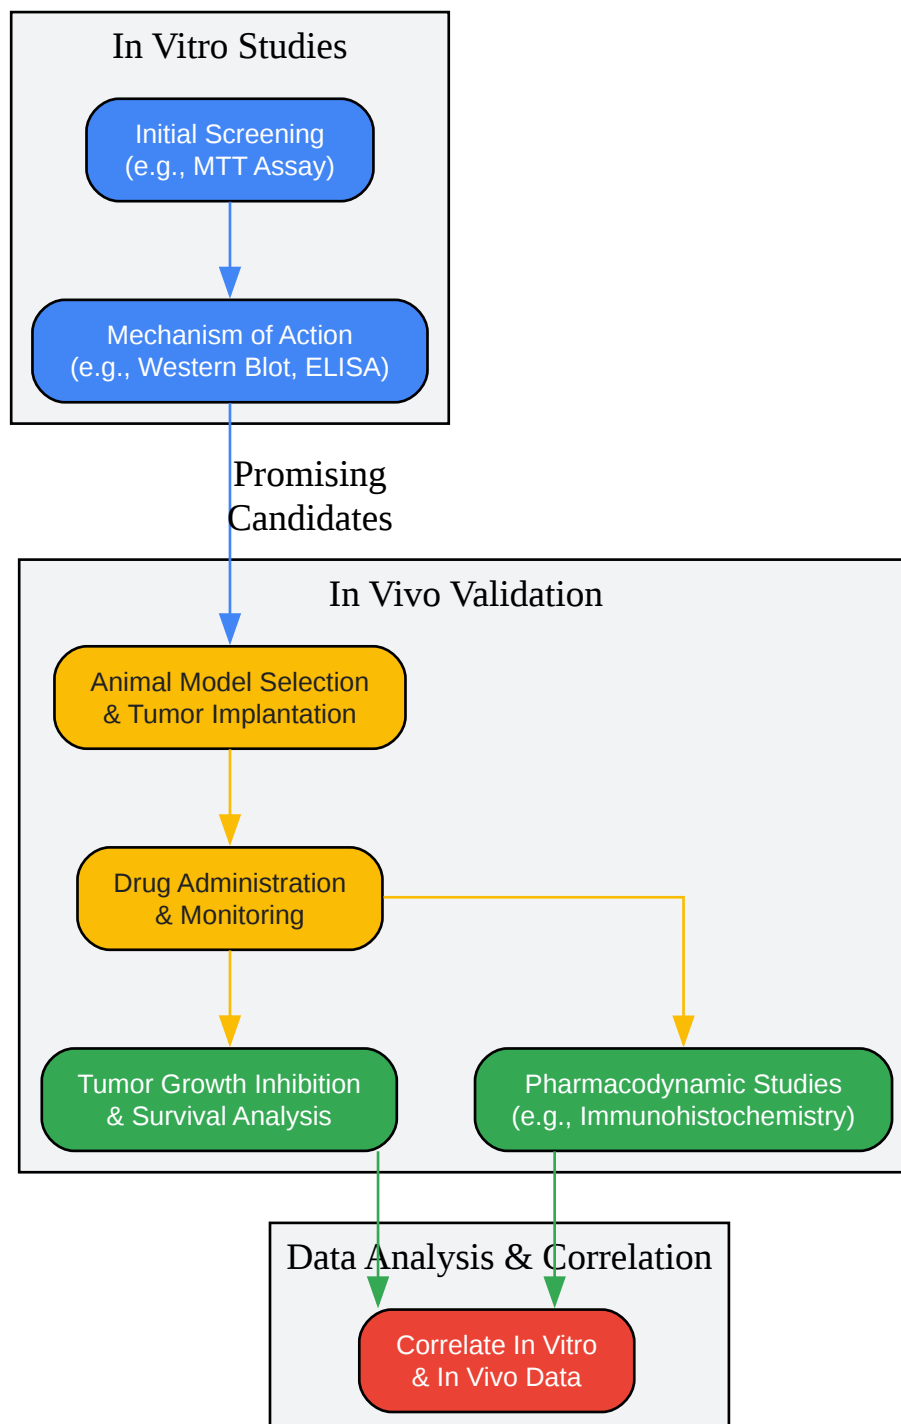 In Vitro Studies
Initial Screening
(e.g., MTT Assay)
Mechanism of Action
(e.g., Western Blot, ELISA)
Promising
Candidates
In Vivo Validation
Animal Model Selection
& Tumor Implantation
Drug Administration
& Monitoring
Tumor Growth Inhibition
& Survival Analysis
Pharmacodynamic Studies
(e.g., Immunohistochemistry)
Data Analysis & Correlation
Correlate In Vitro
& In Vivo Data